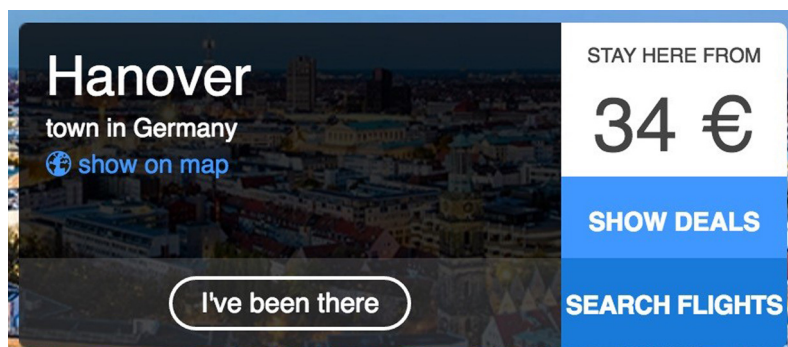 Hanover
town in Germany
show on map
I've been there
STAY HERE FROM
34 €
SHOW DEALS
SEARCH FLIGHTS